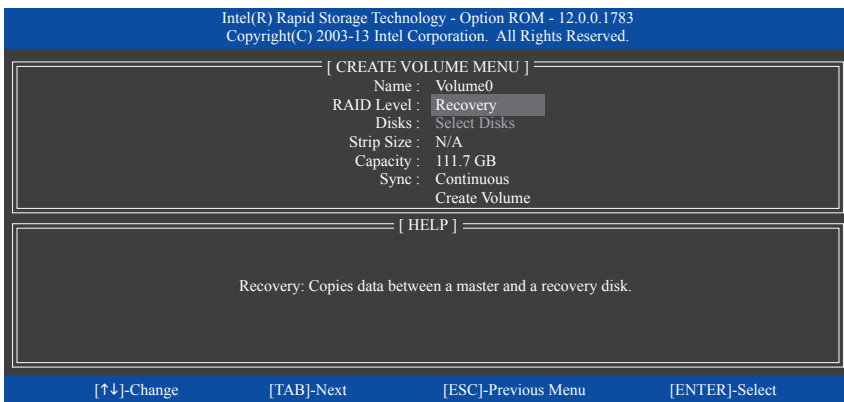 Intel(R) Rapid Storage Technology - Option ROM - 12.0.0.1783
Copyright(C) 2003-13 Intel Corporation. All Rights Reserved.
[ CREATE VOLUME MENU ]
Name : Volume0
RAID Level : Recovery
Disks : Select Disks
Strip Size : N/A
Capacity : 111.7 GB
Sync : Continuous
Create Volume
[ HELP ]
Recovery: Copies data between a master and a recovery disk.
[↑↓]-Change [TAB]-Next [ESC]-Previous Menu [ENTER]-Select